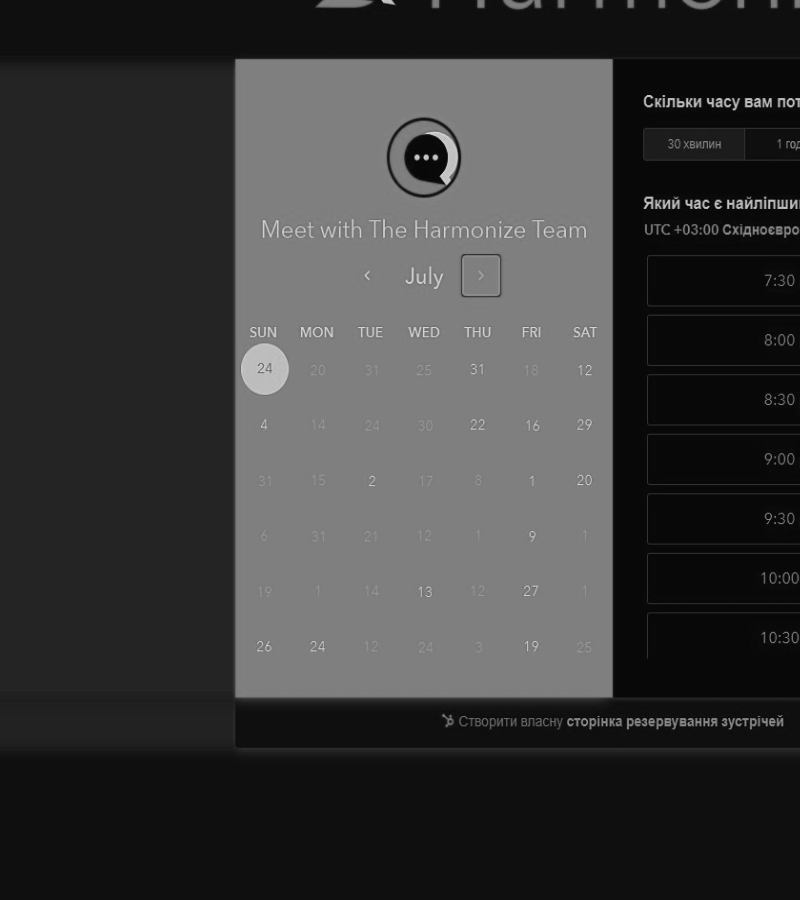 Harmoni
Meet with The Harmonize Team
‹ July ›
SUN MON TUE WED THU FRI SAT
24 20 31 25 31 18 12
4 14 24 30 22 16 29
31 15 2 17 8 1 20
6 31 21 12 1 9 1
19 1 14 13 12 27 1
26 24 12 24 3 19 25
Скільки часу вам пот
30 хвилин 1 год
Який час є найліпши
UTC +03:00 Східноєвро
7:30
8:00
8:30
9:00
9:30
10:00
10:30
Створити власну сторінка резервування зустрічей